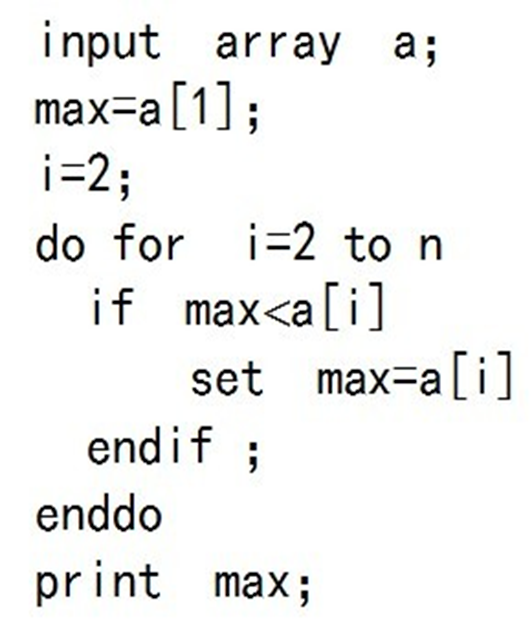 input array a;
max=a[1];
i=2;
do for i=2 to n
if max<a[i]
set max=a[i]
endif ;
enddo
print max;